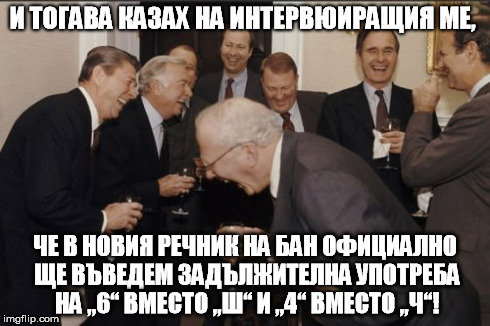 И ТОГАВА КАЗАХ НА ИНТЕРВЮИРАЩИЯ МЕ,
ЧЕ В НОВИЯ РЕЧНИК НА БАН ОФИЦИАЛНО
ЩЕ ВЪВЕДЕМ ЗАДЪЛЖИТЕЛНА УПОТРЕБА
НА „6“ ВМЕСТО „Ш“ И „4“ ВМЕСТО „Ч“!
imgflip.com